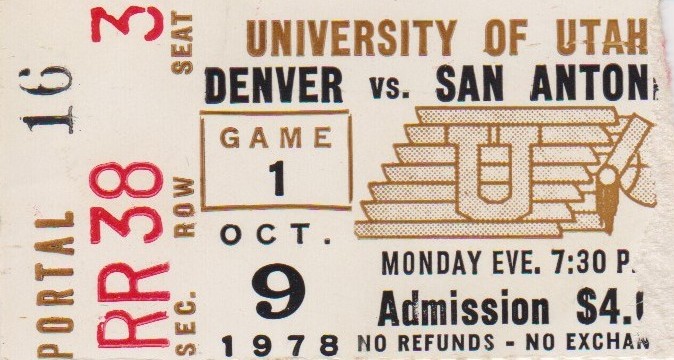 UNIVERSITY OF UTAH
DENVER vs. SAN ANTON
GAME
1
OCT.
9
1978
U
MONDAY EVE. 7:30 P.
Admission $4.
NO REFUNDS - NO EXCHAN
PORTAL 16
SEC. ROW SEAT
RR 38 3